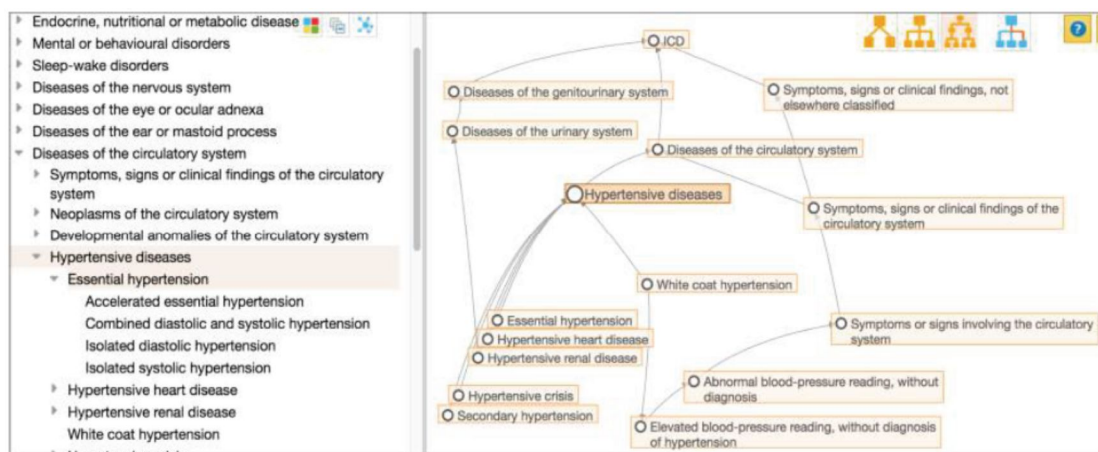 Endocrine, nutritional or metabolic disease
Mental or behavioural disorders
Sleep-wake disorders
Diseases of the nervous system
Diseases of the eye or ocular adnexa
Diseases of the ear or mastoid process
Diseases of the circulatory system
Symptoms, signs or clinical findings of the circulatory
system
Neoplasms of the circulatory system
Developmental anomalies of the circulatory system
Hypertensive diseases
Essential hypertension
Accelerated essential hypertension
Combined diastolic and systolic hypertension
Isolated diastolic hypertension
Isolated systolic hypertension
Hypertensive heart disease
Hypertensive renal disease
White coat hypertension
ICD
Diseases of the genitourinary system
Symptoms, signs or clinical findings, not
elsewhere classified
Diseases of the urinary system
Diseases of the circulatory system
Hypertensive diseases
Symptoms, signs or clinical findings of the
circulatory system
White coat hypertension
Essential hypertension
Symptoms or signs involving the circulatory
system
Hypertensive heart disease
Hypertensive renal disease
Abnormal blood-pressure reading, without
diagnosis
Hypertensive crisis
Secondary hypertension
Elevated blood-pressure reading, without diagnosis
of hypertension
?